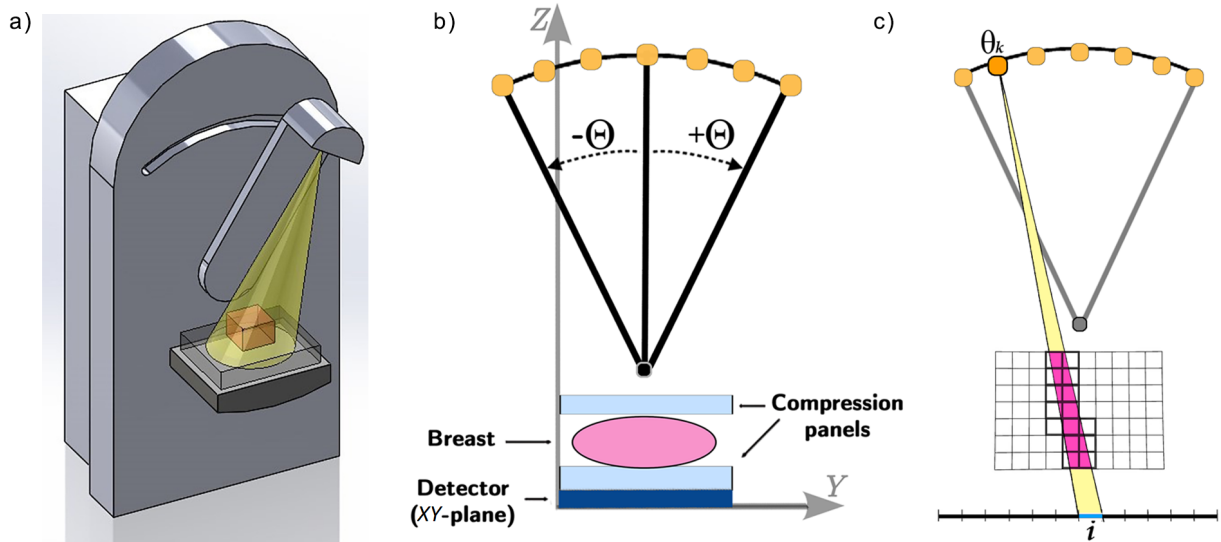 a)
b)
Z
-Θ
+Θ
Breast
Compression
panels
Detector
(XY-plane)
Y
c)
θk
i